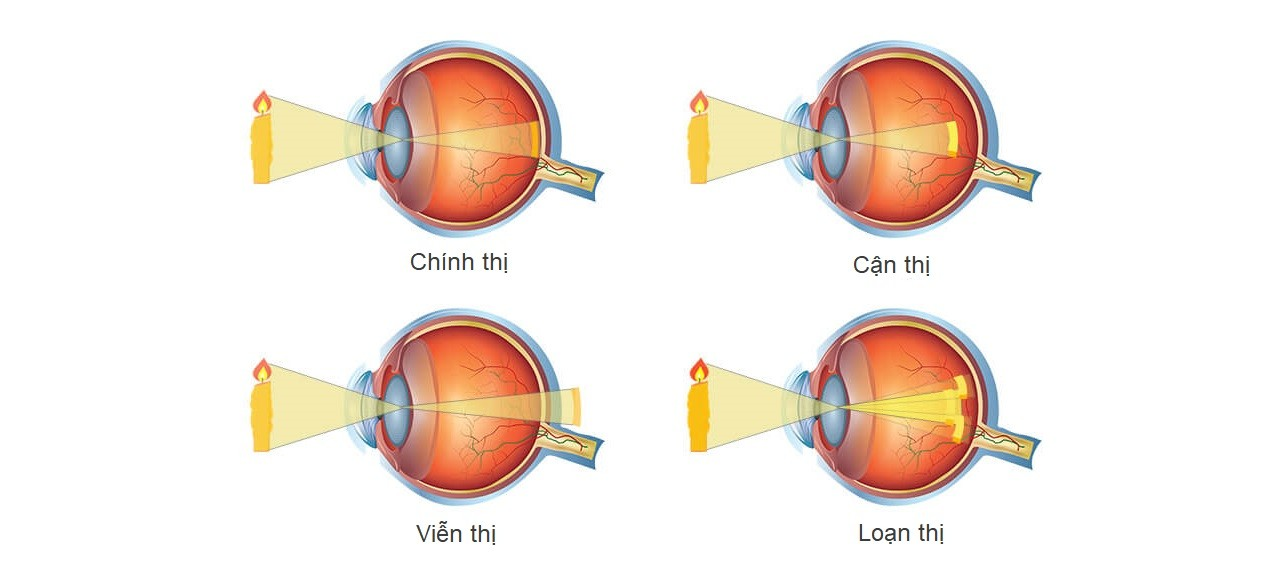 Chính thị
Cận thị
Viễn thị
Loạn thị